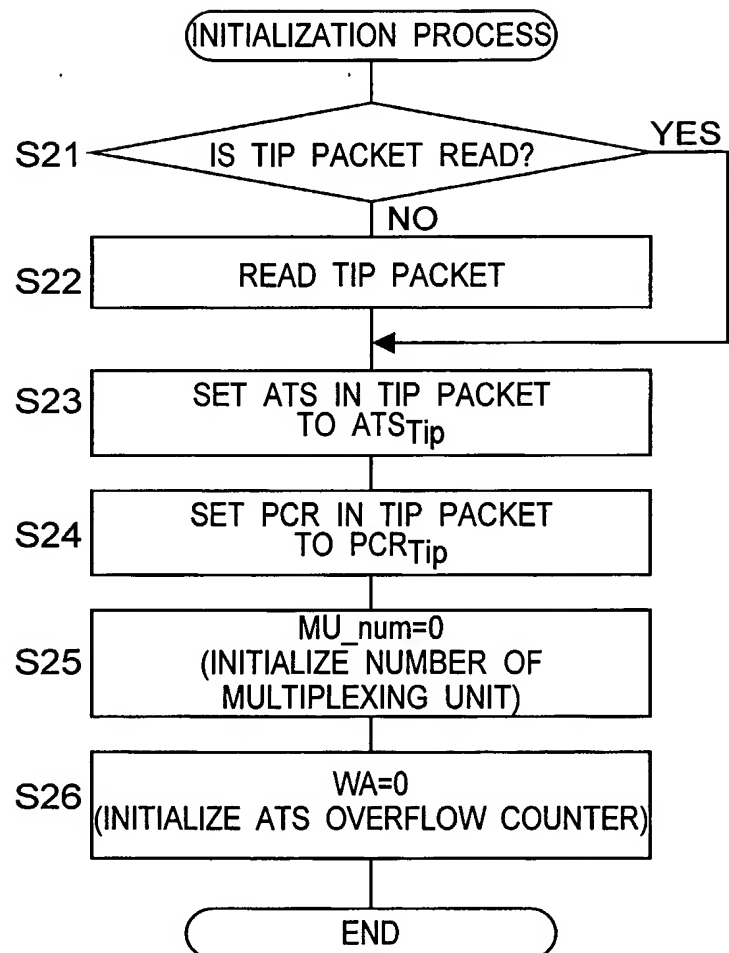 INITIALIZATION PROCESS
YES
S21
IS TIP PACKET READ?
NO
S22
READ TIP PACKET
S23
SET ATS IN TIP PACKET
TO ATSTip
S24
SET PCR IN TIP PACKET
TO PCRTip
S25
MU_num=0
(INITIALIZE NUMBER OF
MULTIPLEXING UNIT)
S26
WA=0
(INITIALIZE ATS OVERFLOW COUNTER)
END